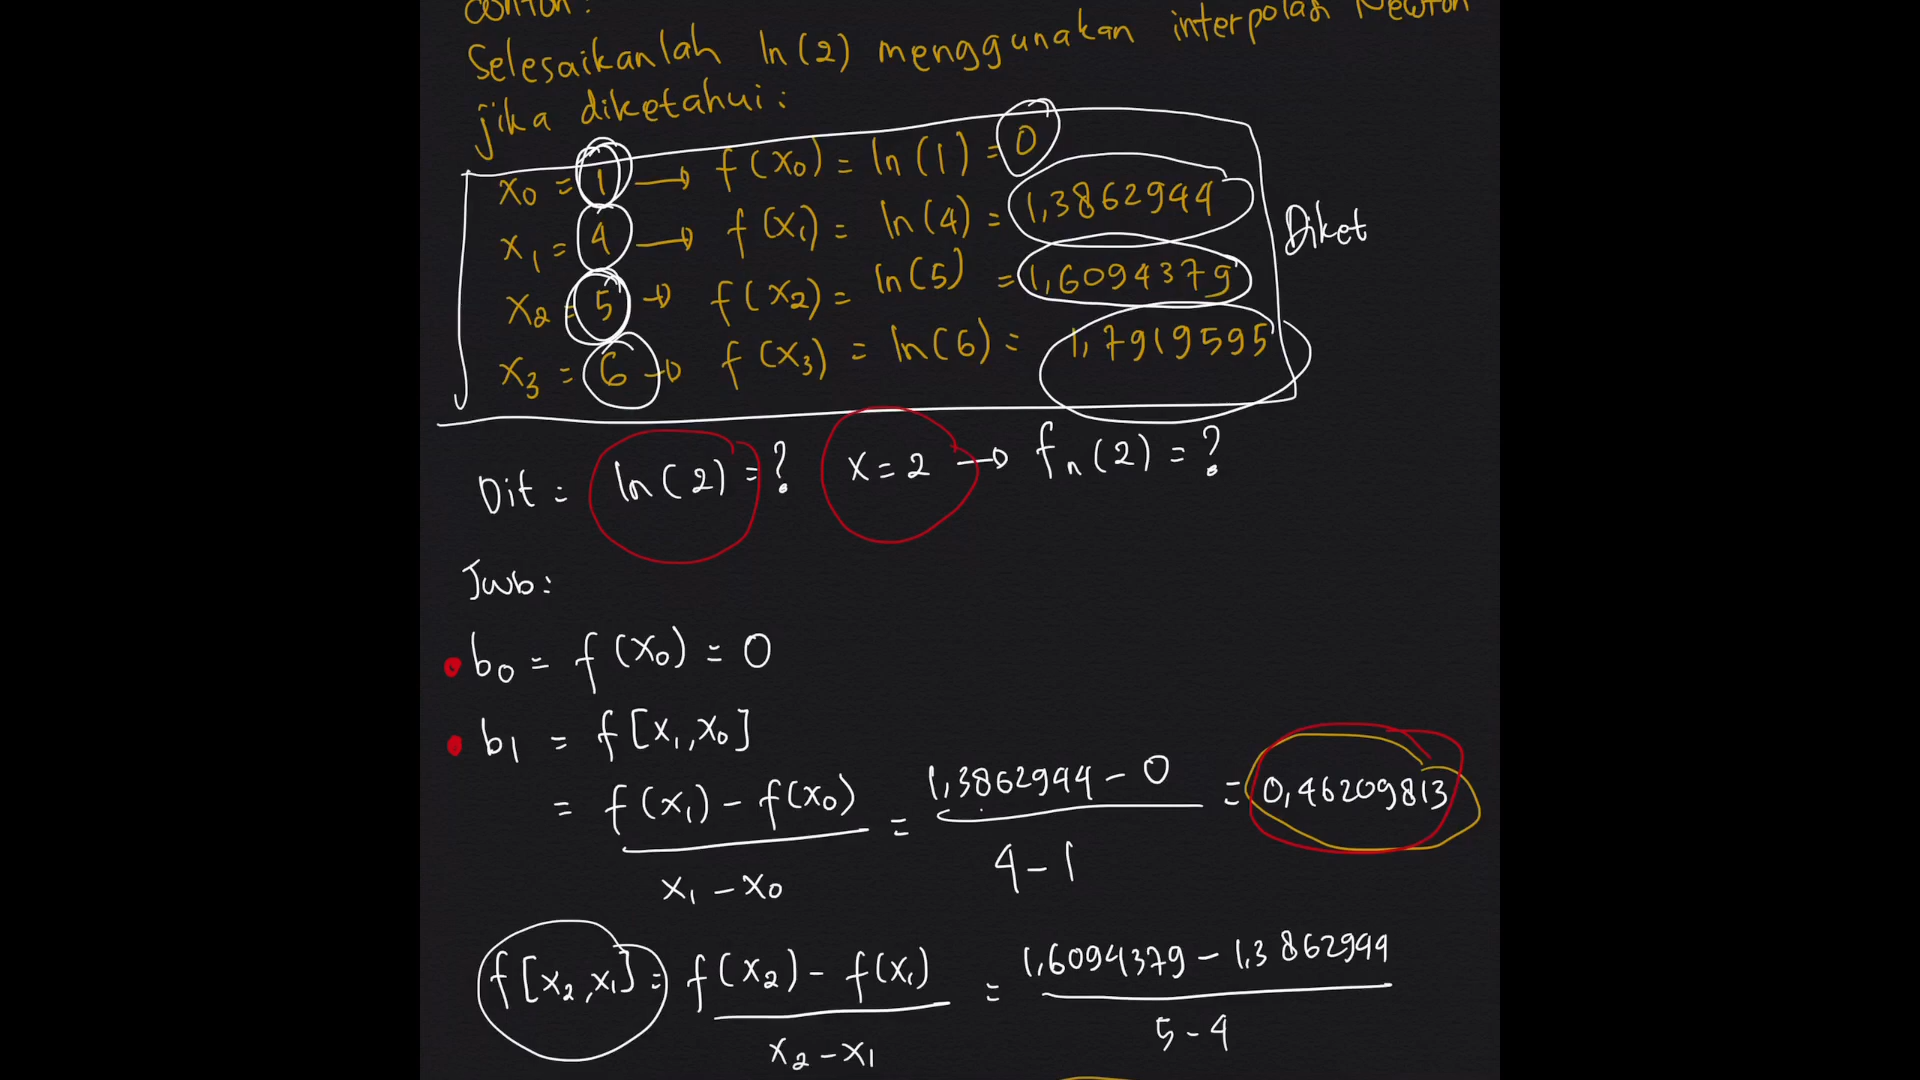 Contoh:
Selesaikanlah ln(2) menggunakan interpolasi Newton
jika diketahui:
x0 = 1 → f(x0) = ln(1) = 0
x1 = 4 → f(x1) = ln(4) = 1,3862944
x2 = 5 → f(x2) = ln(5) = 1,6094379
x3 = 6 → f(x3) = ln(6) = 1,7919595
Diket
Dit = ln(2) = ? x = 2 → fn(2) = ?
Jwb:
• b0 = f(x0) = 0
• b1 = f[x1,x0]
= f(x1) - f(x0) / x1 - x0 = 1,3862944 - 0 / 4 - 1 = 0,46209813
f[x2,x1] = f(x2) - f(x1) / x2 - x1 = 1,6094379 - 1,3862944 / 5 - 4